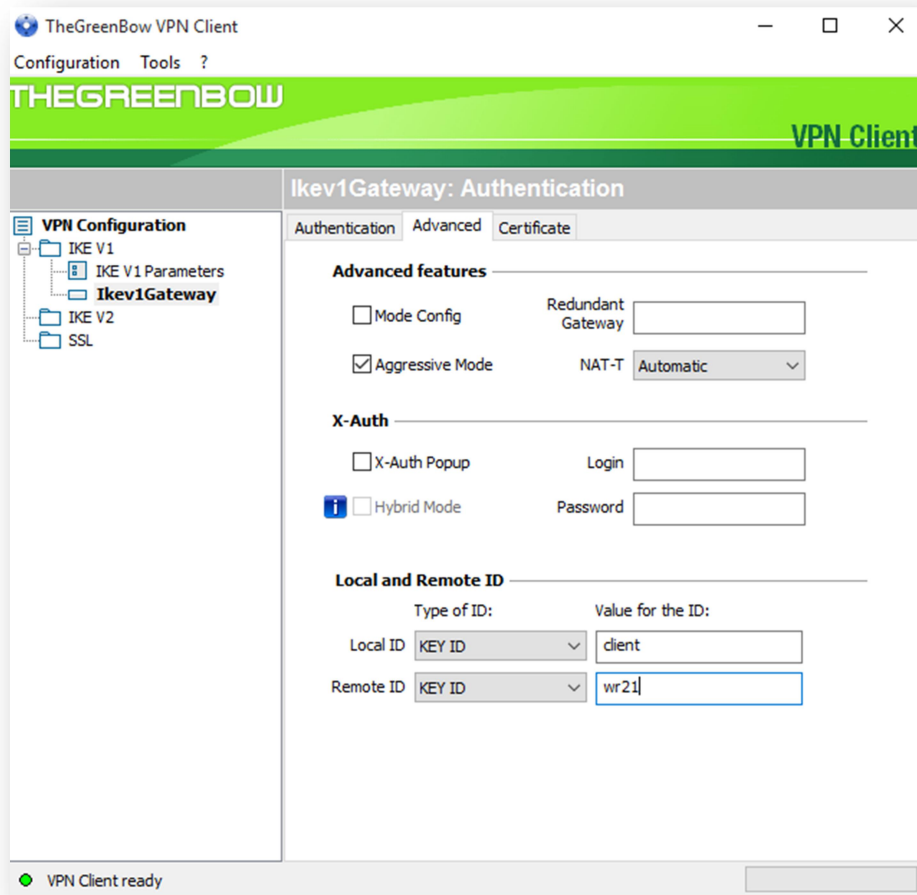 TheGreenBow VPN Client
Configuration Tools ?
THEGREENBOW
VPN Client
Ikev1Gateway: Authentication
VPN Configuration
IKE V1
IKE V1 Parameters
Ikev1Gateway
IKE V2
SSL
Authentication Advanced Certificate
Advanced features
Mode Config Redundant Gateway
Aggressive Mode NAT-T Automatic
X-Auth
X-Auth Popup Login
i Hybrid Mode Password
Local and Remote ID
Type of ID: Value for the ID:
Local ID KEY ID client
Remote ID KEY ID wr21
VPN Client ready